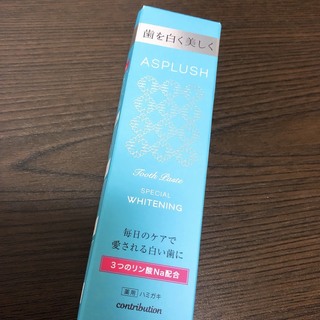 歯を白く美しく
ASPLUSH
Tooth Paste
SPECIAL
WHITENING
毎日のケアで
愛される白い歯に
3つのリン酸Na配合
薬用 ハミガキ
contribution